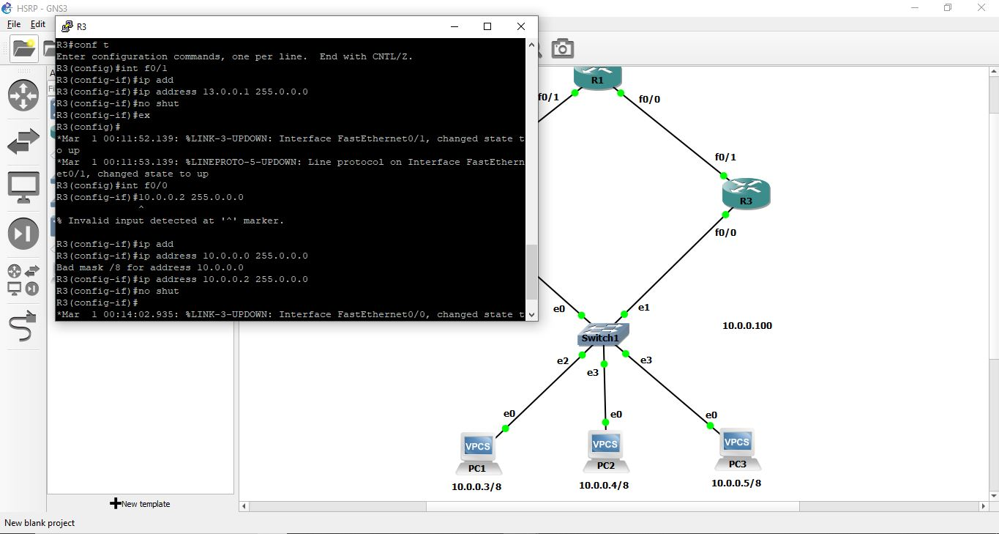 HSRP - GNS3
File Edit
R3
R3#conf t
Enter configuration commands, one per line.  End with CNTL/Z.
R3(config)#int f0/1
R3(config-if)#ip add
R3(config-if)#ip address 13.0.0.1 255.0.0.0
R3(config-if)#no shut
R3(config-if)#ex
R3(config)#
*Mar  1 00:11:52.139: %LINK-3-UPDOWN: Interface FastEthernet0/1, changed state t
o up
*Mar  1 00:11:53.139: %LINEPROTO-5-UPDOWN: Line protocol on Interface FastEthern
et0/1, changed state to up
R3(config)#int f0/0
R3(config-if)#10.0.0.2 255.0.0.0
^
% Invalid input detected at '^' marker.
R3(config-if)#ip add
R3(config-if)#ip address 10.0.0.0 255.0.0.0
Bad mask /8 for address 10.0.0.0
R3(config-if)#ip address 10.0.0.2 255.0.0.0
R3(config-if)#no shut
R3(config-if)#
*Mar  1 00:14:02.935: %LINK-3-UPDOWN: Interface FastEthernet0/0, changed state t
R1
f0/1
f0/0
f0/1
R3
f0/0
e0
e1
10.0.0.100
Switch1
e2
e3
e3
e0
e0
e0
VPCS
VPCS
VPCS
PC1
PC2
PC3
10.0.0.3/8
10.0.0.4/8
10.0.0.5/8
New template
New blank project